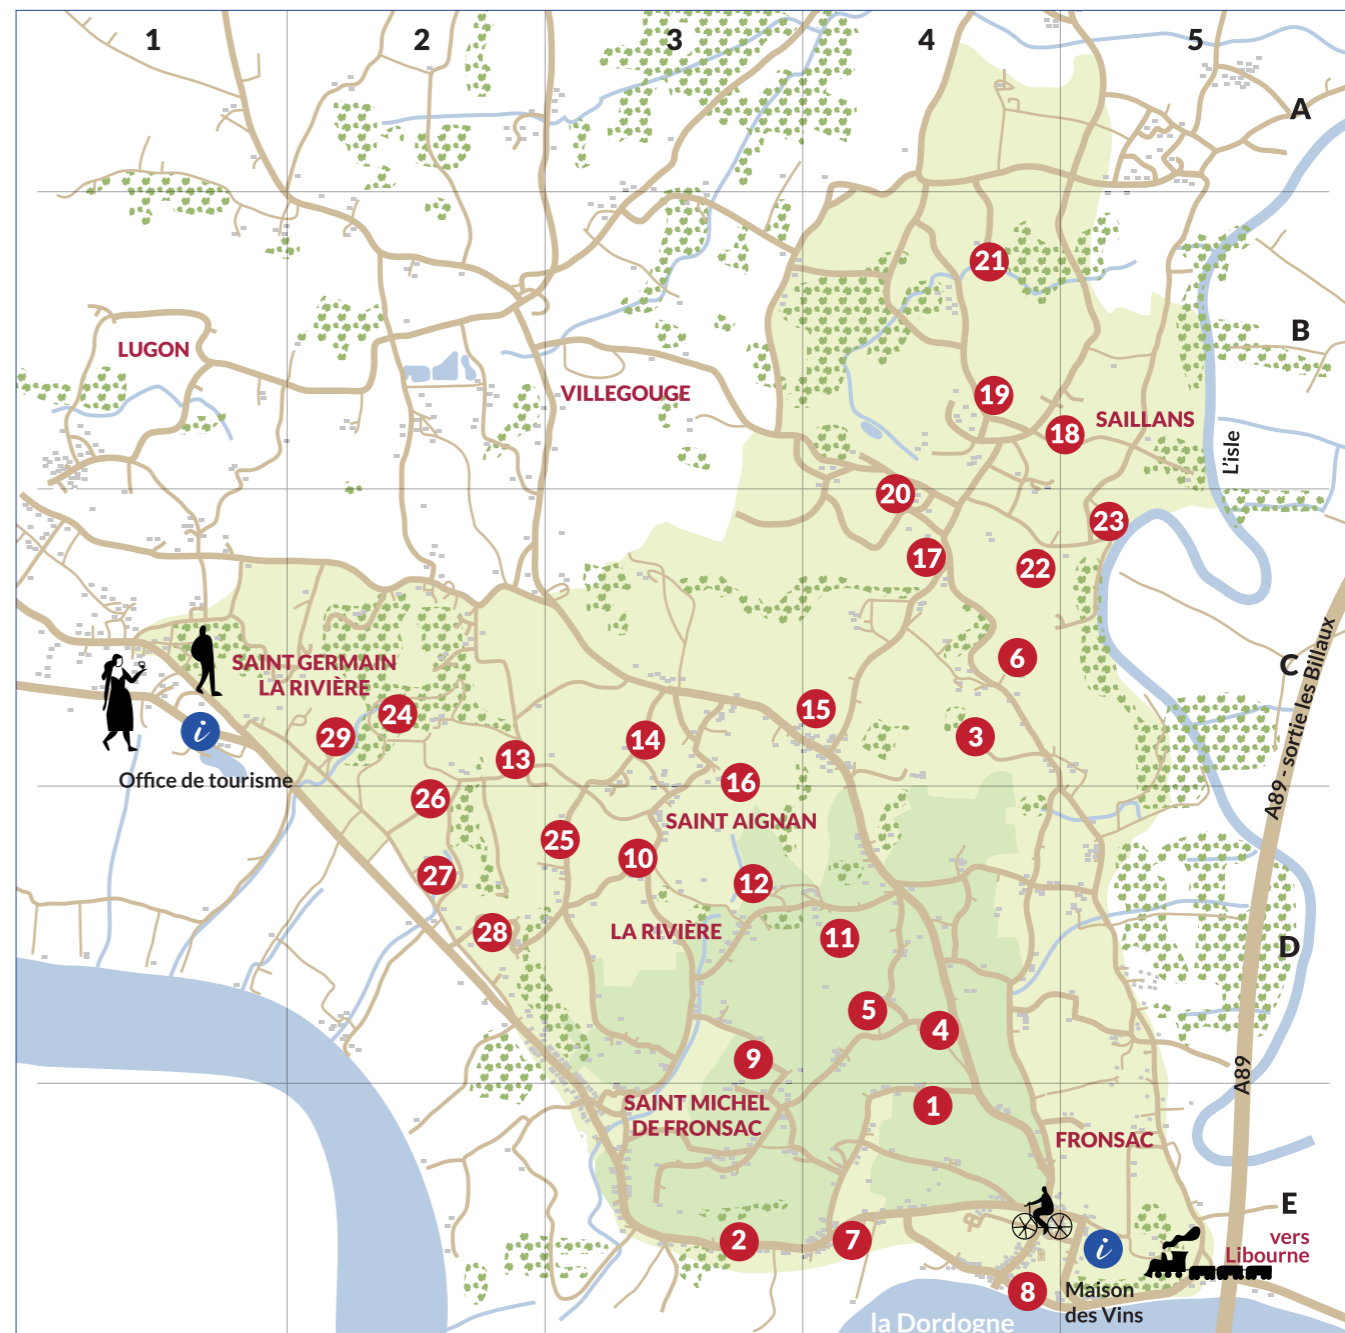 1 2 3 4 5
A
21
B
LUGON
VILLEGOUGE
19
SAILLANS
18
L'isle
20
23
17
22
A89 - sortie les Billaux
C
6
SAINT GERMAIN
LA RIVIÈRE
24
29
i
15
14
3
13
Office de tourisme
16
26
SAINT AIGNAN
25
10
27
12
28
LA RIVIÈRE
11
D
5
4
9
A89
SAINT MICHEL
DE FRONSAC
1
FRONSAC
E
2
7
i
vers
Libourne
8
Maison
des Vins
la Dordogne